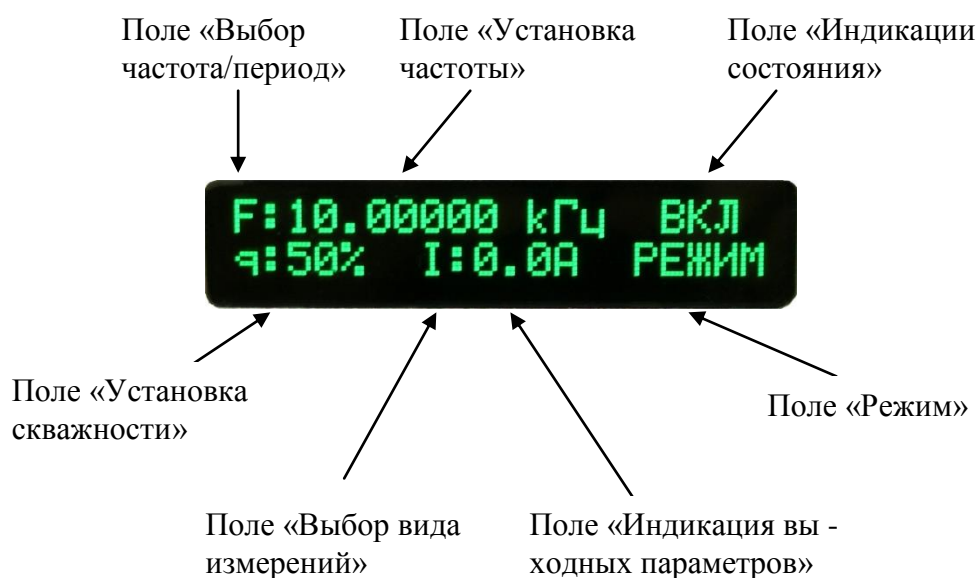 Поле «Выбор
частота/период»
Поле «Установка
частоты»
Поле «Индикации
состояния»
F:10.00000 kГц ВКЛ
q:50% I:0.0A РЕЖИМ
Поле «Установка
скважности»
Поле «Режим»
Поле «Выбор вида
измерений»
Поле «Индикация вы -
ходных параметров»